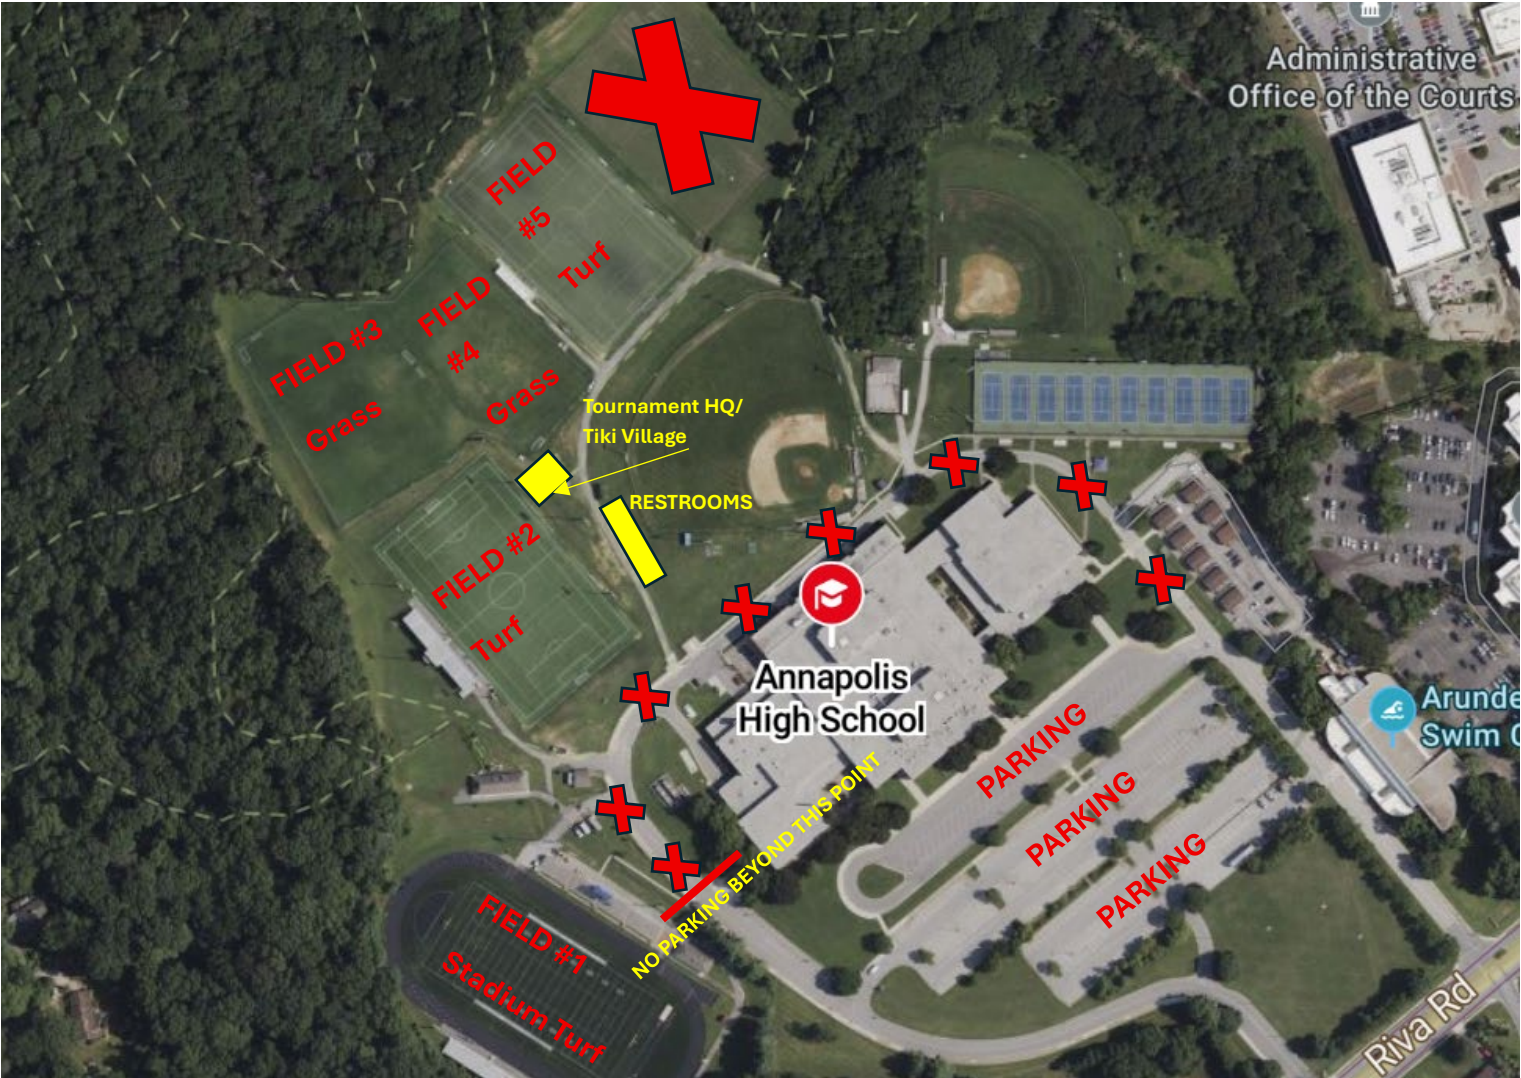 Administrative
Office of the Courts
FIELD
#5
Turf
FIELD #3
Grass
FIELD
#4
Grass
Tournament HQ/
Tiki Village
RESTROOMS
FIELD #2
Turf
Annapolis
High School
Arunde
Swim C
PARKING
PARKING
PARKING
NO PARKING BEYOND THIS POINT
FIELD #1
Stadium Turf
Riva Rd